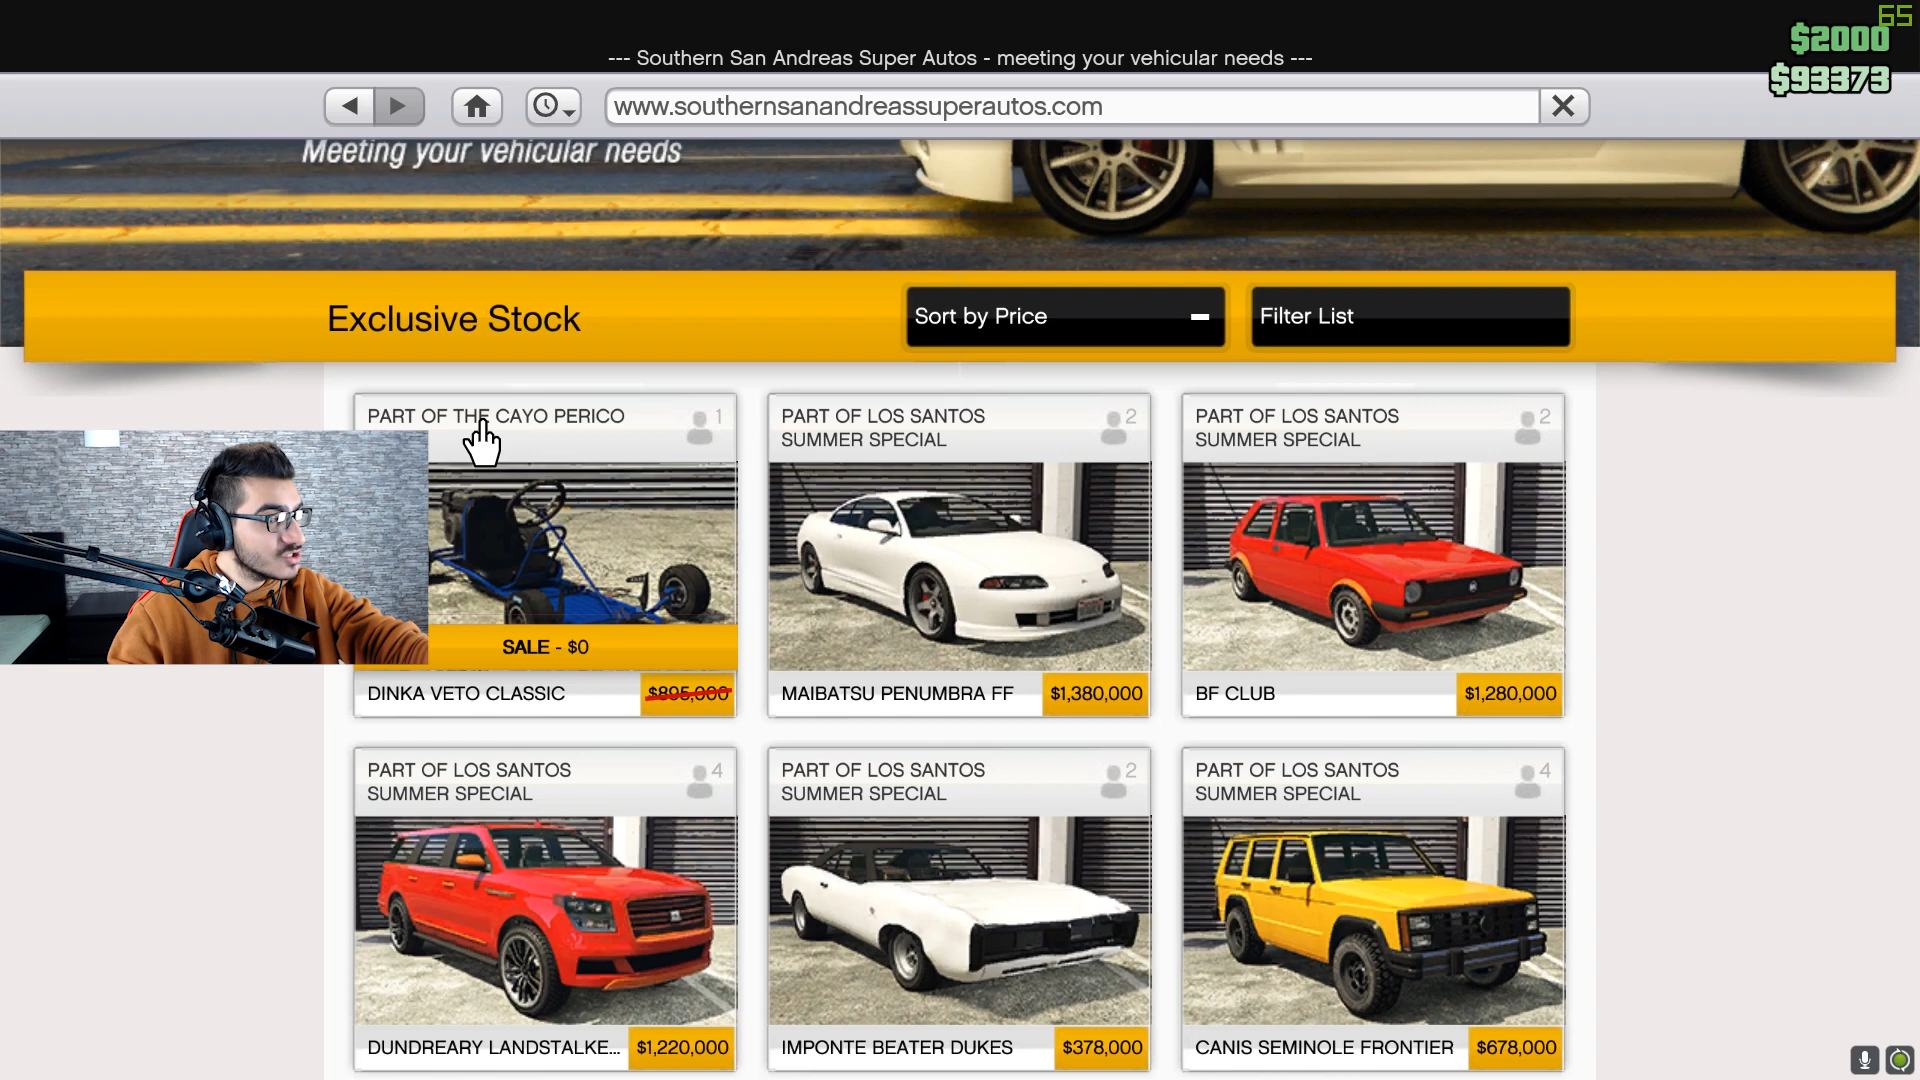 65
$2000
--- Southern San Andreas Super Autos - meeting your vehicular needs ---
$93373
www.southernsanandreassuperautos.com
Meeting your vehicular needs
Exclusive Stock
Sort by Price
Filter List
PART OF THE CAYO PERICO
1
PART OF LOS SANTOS
SUMMER SPECIAL
2
PART OF LOS SANTOS
SUMMER SPECIAL
2
SALE - $0
DINKA VETO CLASSIC
$895,000
MAIBATSU PENUMBRA FF
$1,380,000
BF CLUB
$1,280,000
PART OF LOS SANTOS
SUMMER SPECIAL
4
PART OF LOS SANTOS
SUMMER SPECIAL
2
PART OF LOS SANTOS
SUMMER SPECIAL
4
DUNDREARY LANDSTALKE...
$1,220,000
IMPONTE BEATER DUKES
$378,000
CANIS SEMINOLE FRONTIER
$678,000